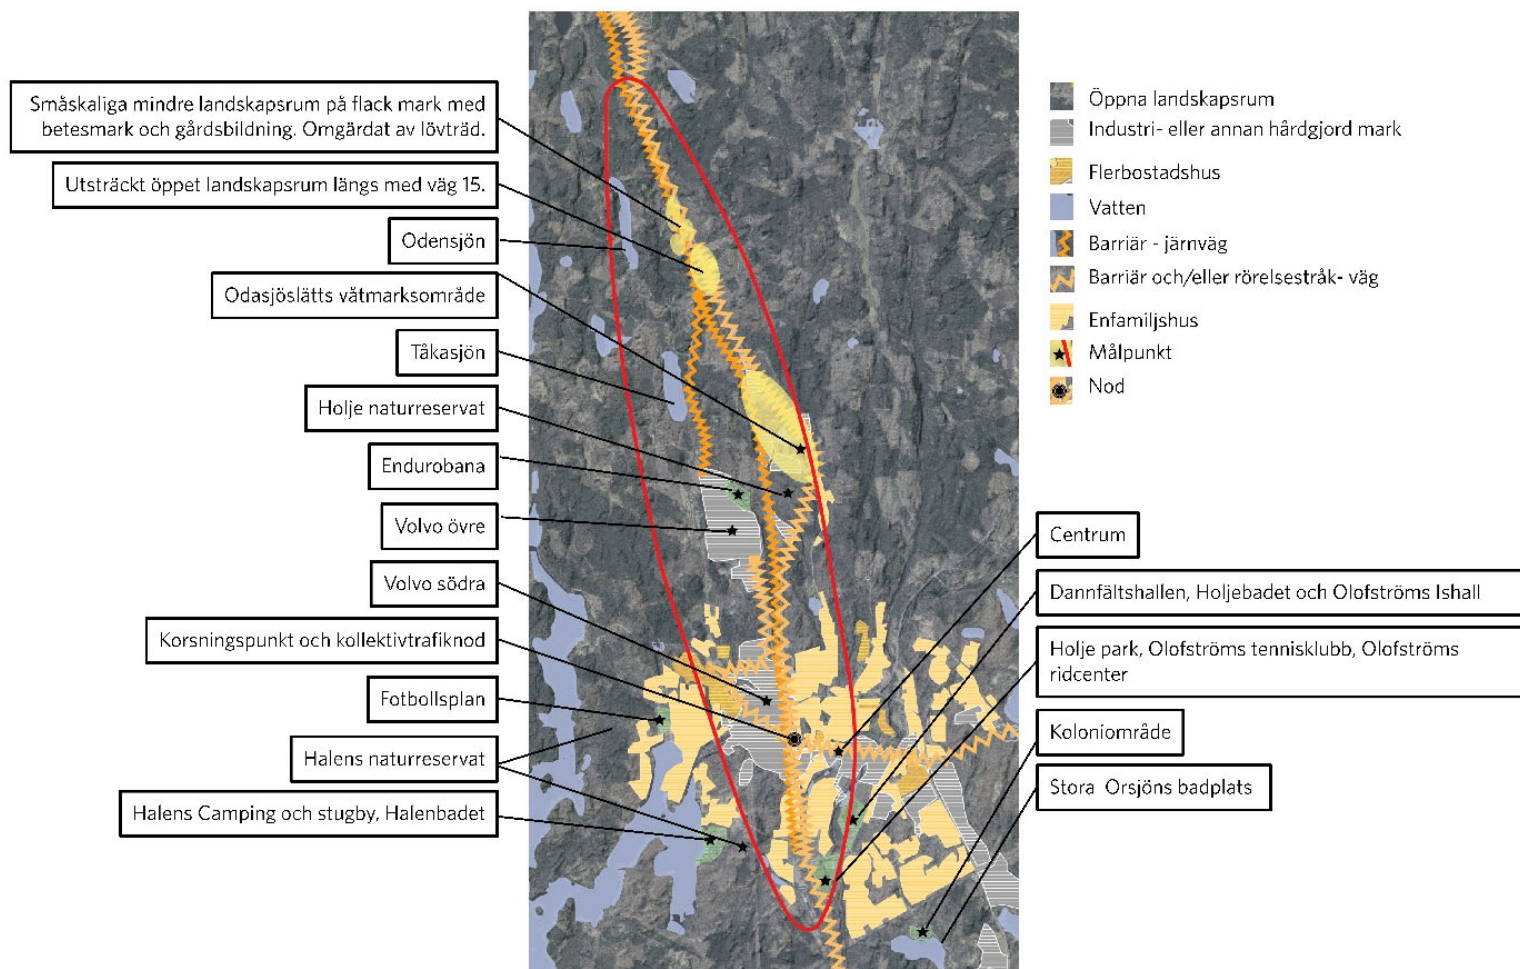 Småskaliga mindre landskapsrum på flack mark med
betesmark och gårdsbildning. Omgärdat av lövträd.
Utsträckt öppet landskapsrum längs med väg 15.
Odensjön
Odasjöslätts våtmarksområde
Tåkasjön
Holje naturreservat
Endurobana
Volvo övre
Volvo södra
Korsningspunkt och kollektivtrafiknod
Fotbollsplan
Halens naturreservat
Halens Camping och stugby, Halenbadet
Öppna landskapsrum
Industri- eller annan hårdgjord mark
Flerbostadshus
Vatten
Barriär - järnväg
Barriär och/eller rörelsestråk- väg
Enfamiljshus
Målpunkt
Nod
Centrum
Dannfältshallen, Holjebadet och Olofströms Ishall
Holje park, Olofströms tennisklubb, Olofströms
ridcenter
Koloniområde
Stora Orsjöns badplats